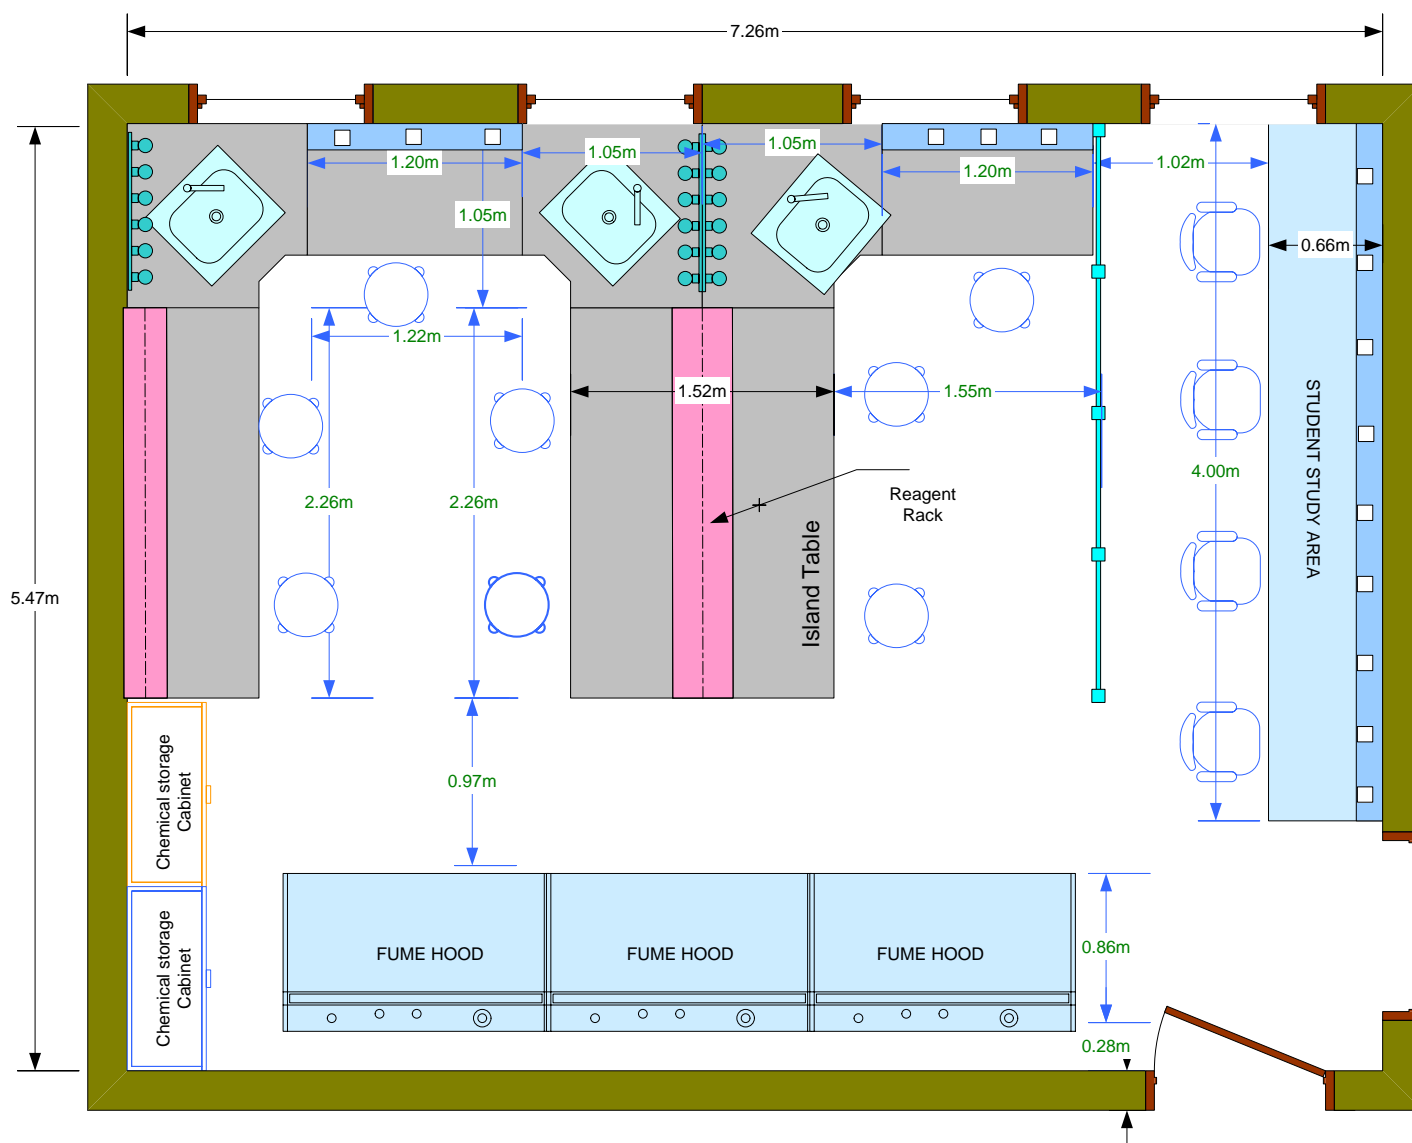 7.26m
1.20m
1.05m
1.05m
1.20m
1.02m
1.05m
0.66m
1.22m
1.52m
1.55m
2.26m
2.26m
4.00m
Reagent
Rack
Island Table
STUDENT STUDY AREA
5.47m
0.97m
Chemical storage
Cabinet
Chemical storage
Cabinet
FUME HOOD
FUME HOOD
FUME HOOD
0.86m
0.28m